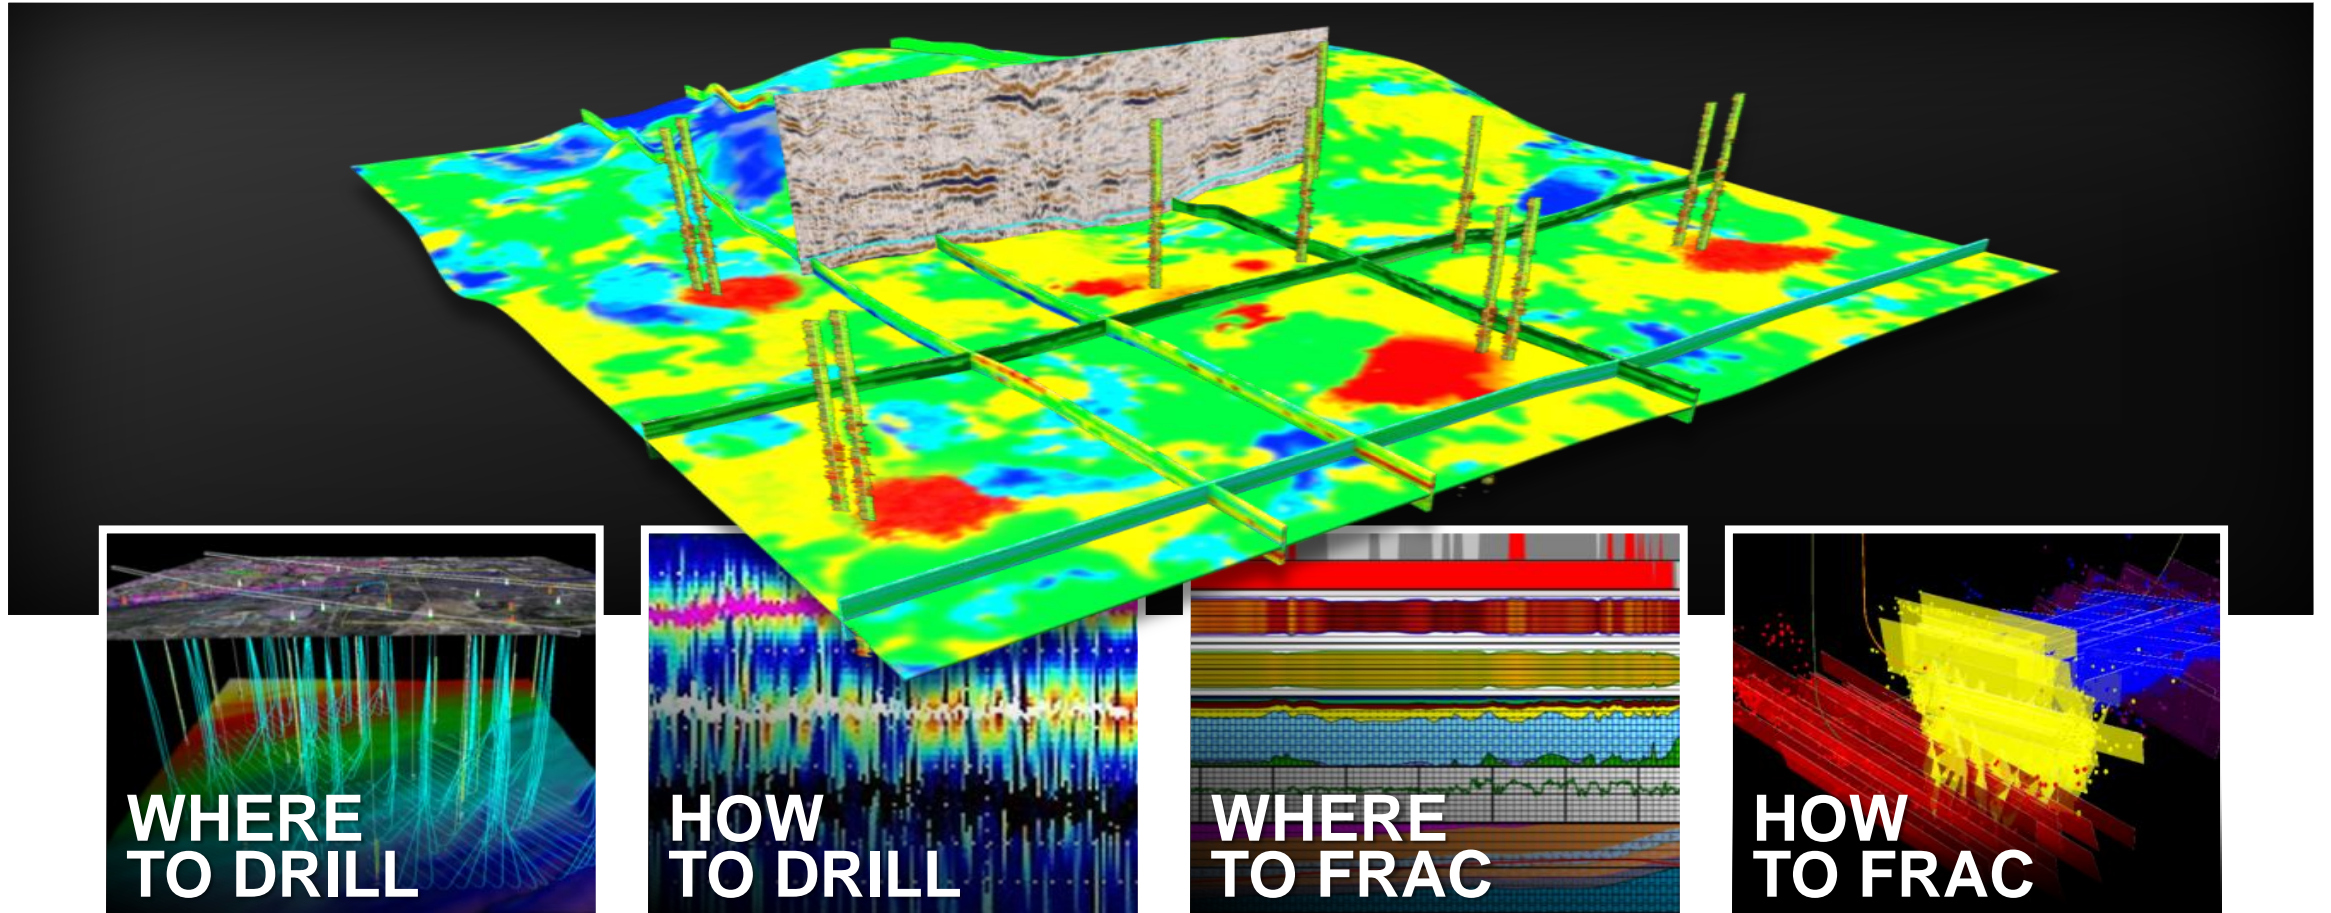 WHERE
TO DRILL
HOW
TO DRILL
WHERE
TO FRAC
HOW
TO FRAC